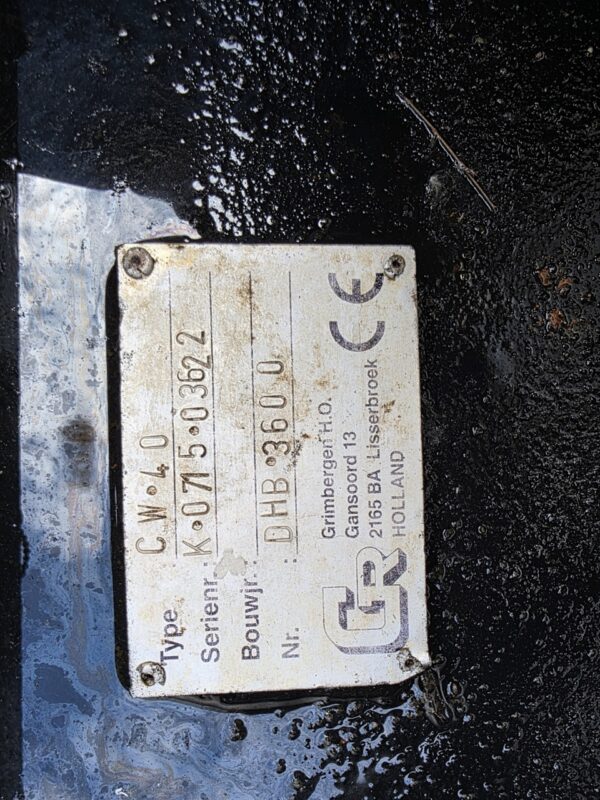 Type CW•40
Serienr.: K•0715•03622
Bouwjr.:
Nr. : DHB•3600
GR
Grimbergen H.O.
Gansoord 13
2165 BA Lisserbroek
HOLLAND
CE